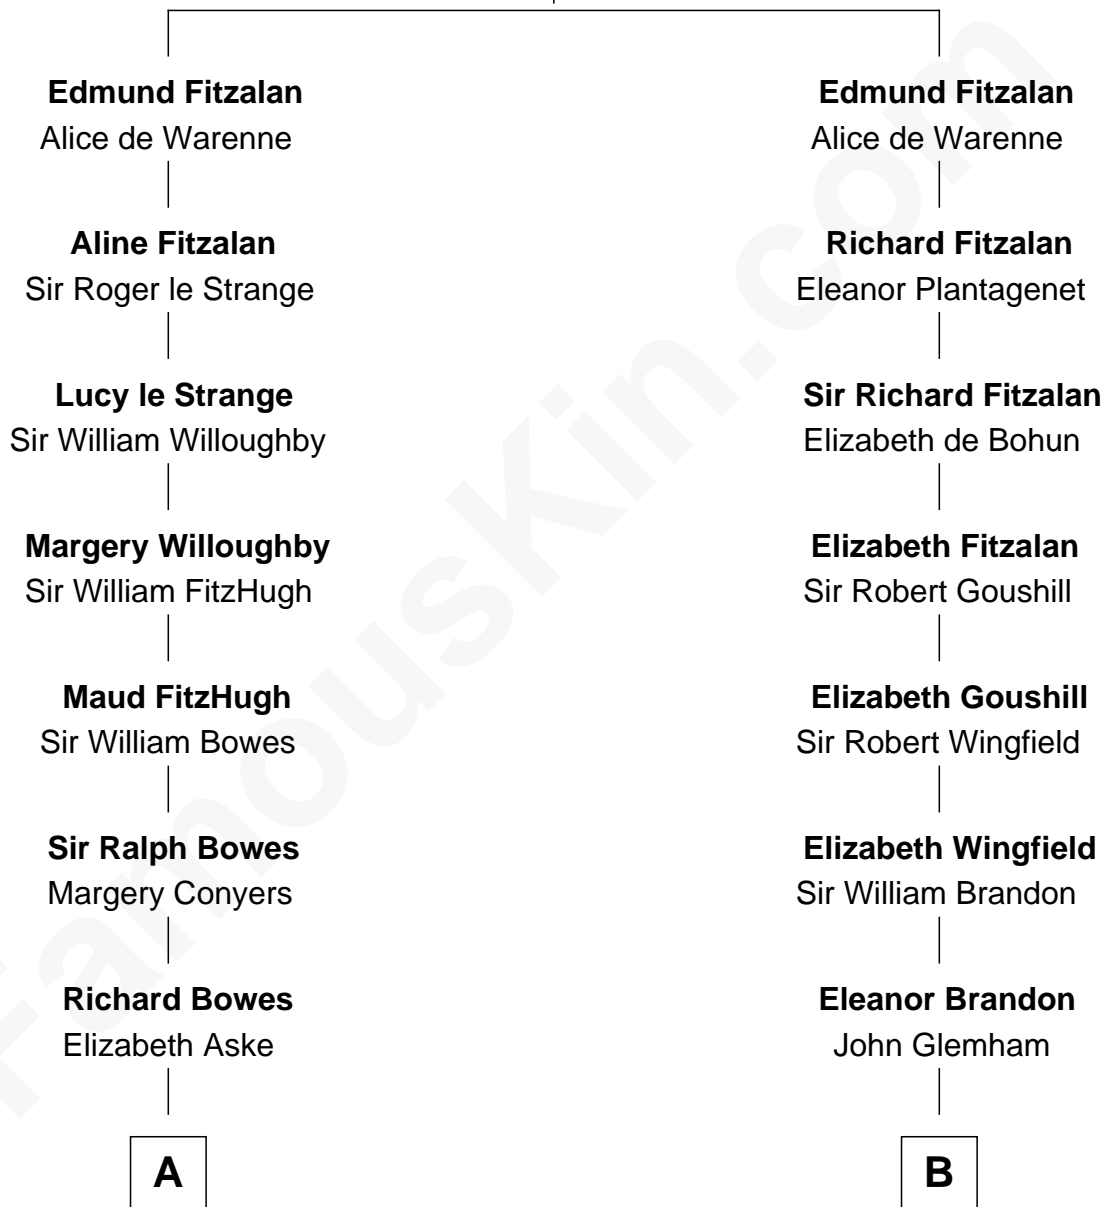 Edmund Fitzalan
Alice de Warenne
Aline Fitzalan
Sir Roger le Strange
Lucy le Strange
Sir William Willoughby
Margery Willoughby
Sir William FitzHugh
Maud FitzHugh
Sir William Bowes
Sir Ralph Bowes
Margery Conyers
Richard Bowes
Elizabeth Aske
A
Edmund Fitzalan
Alice de Warenne
Richard Fitzalan
Eleanor Plantagenet
Sir Richard Fitzalan
Elizabeth de Bohun
Elizabeth Fitzalan
Sir Robert Goushill
Elizabeth Goushill
Sir Robert Wingfield
Elizabeth Wingfield
Sir William Brandon
Eleanor Brandon
John Glemham
B
FamousKin.com